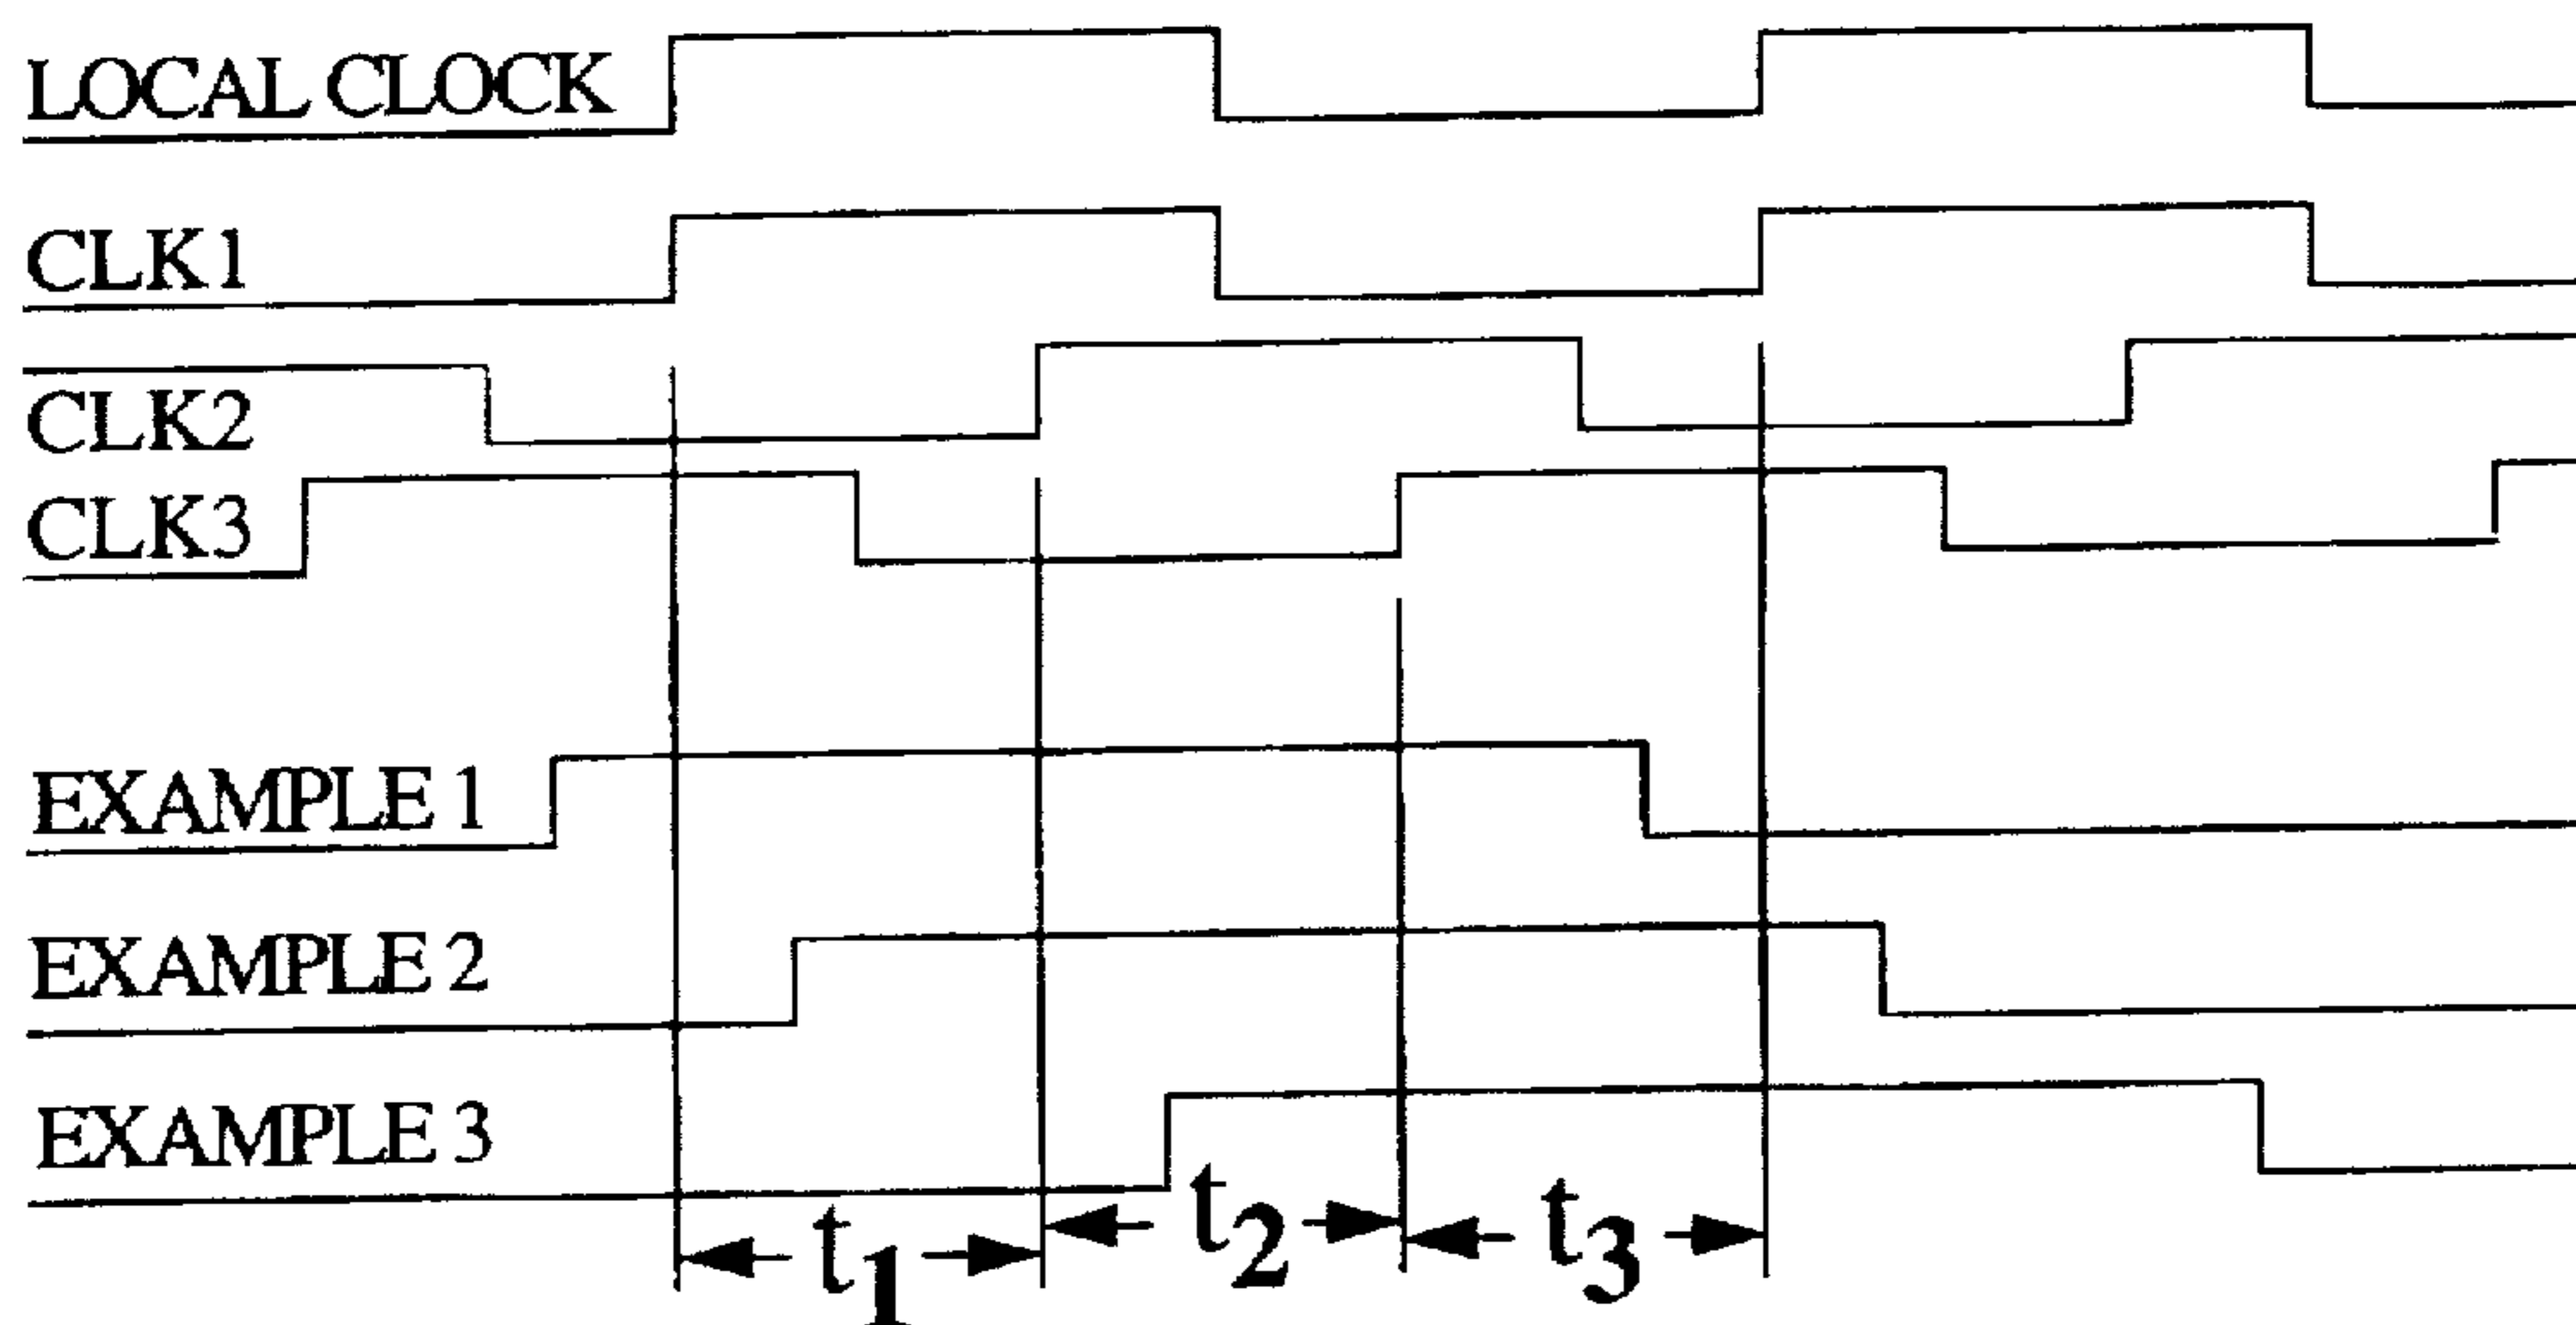 LOCAL CLOCK
CLK1
CLK2
CLK3
EXAMPLE 1
EXAMPLE 2
EXAMPLE 3
t1 t2 t3